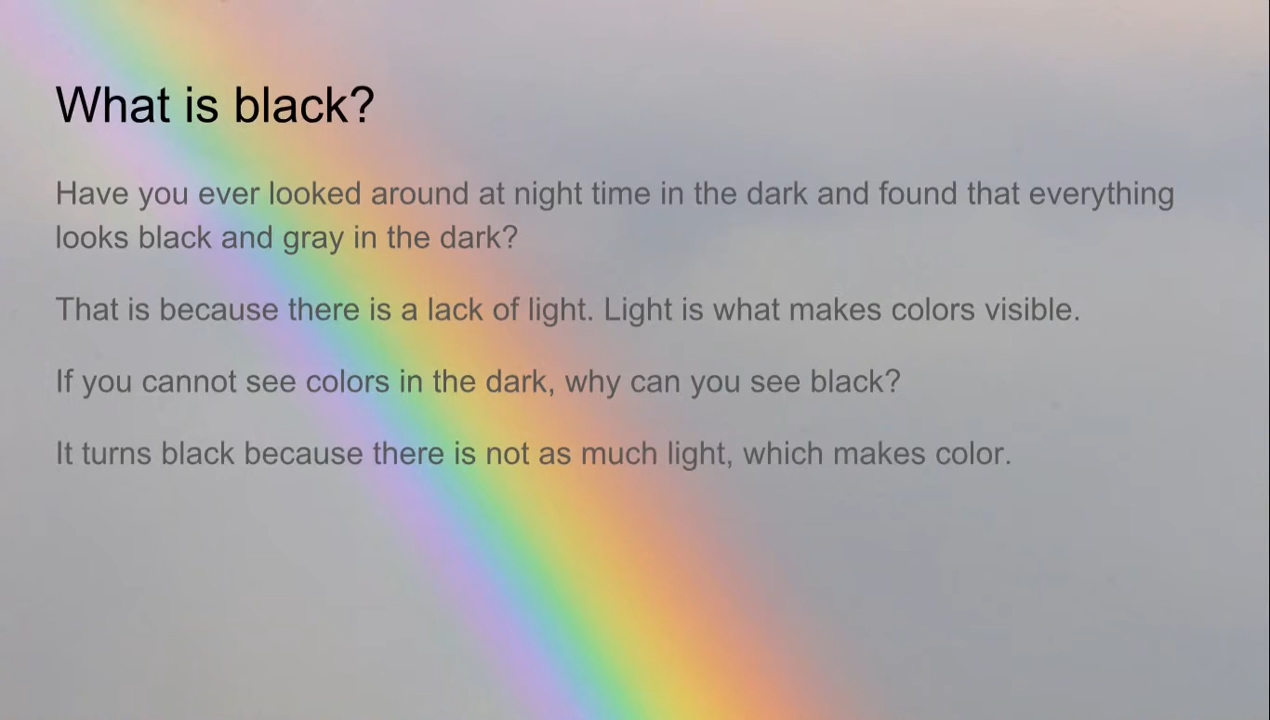 What is black?
Have you ever looked around at night time in the dark and found that everything
looks black and gray in the dark?
That is because there is a lack of light. Light is what makes colors visible.
If you cannot see colors in the dark, why can you see black?
It turns black because there is not as much light, which makes color.